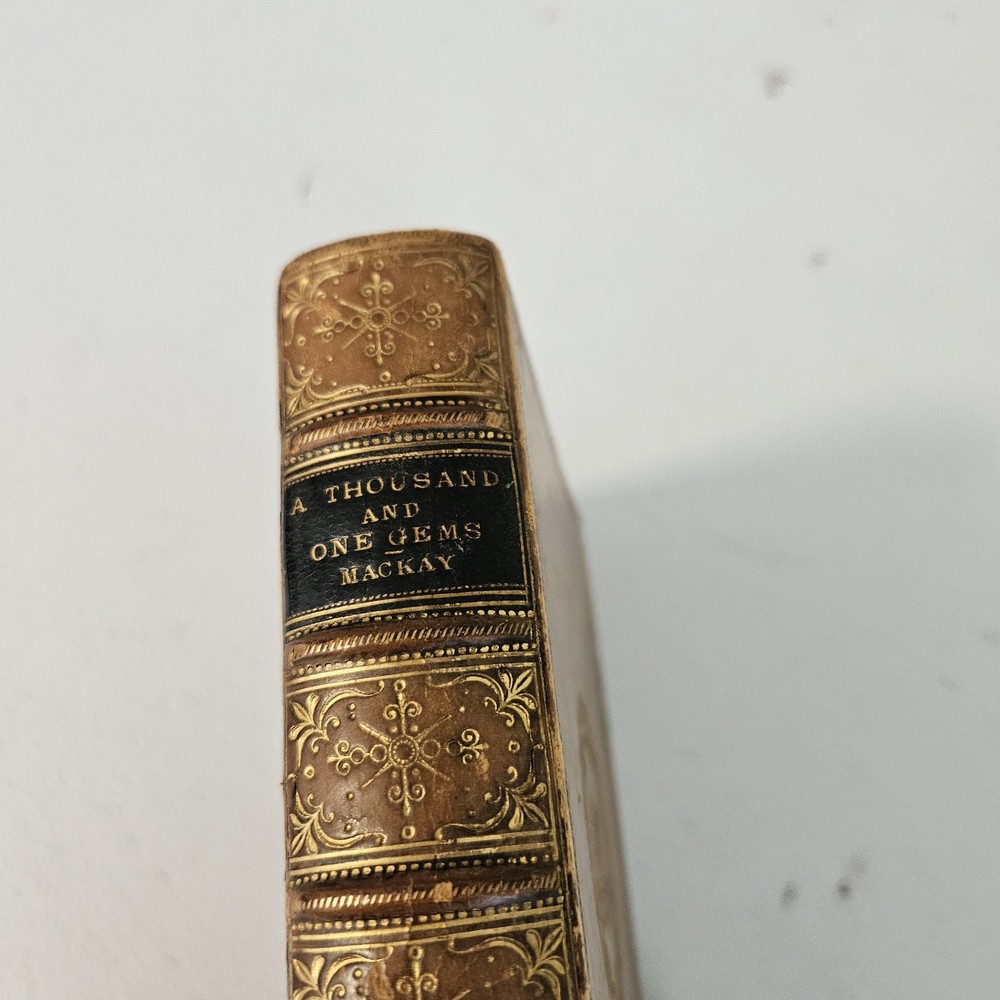 A THOUSAND
AND
ONE GEMS
MACKAY